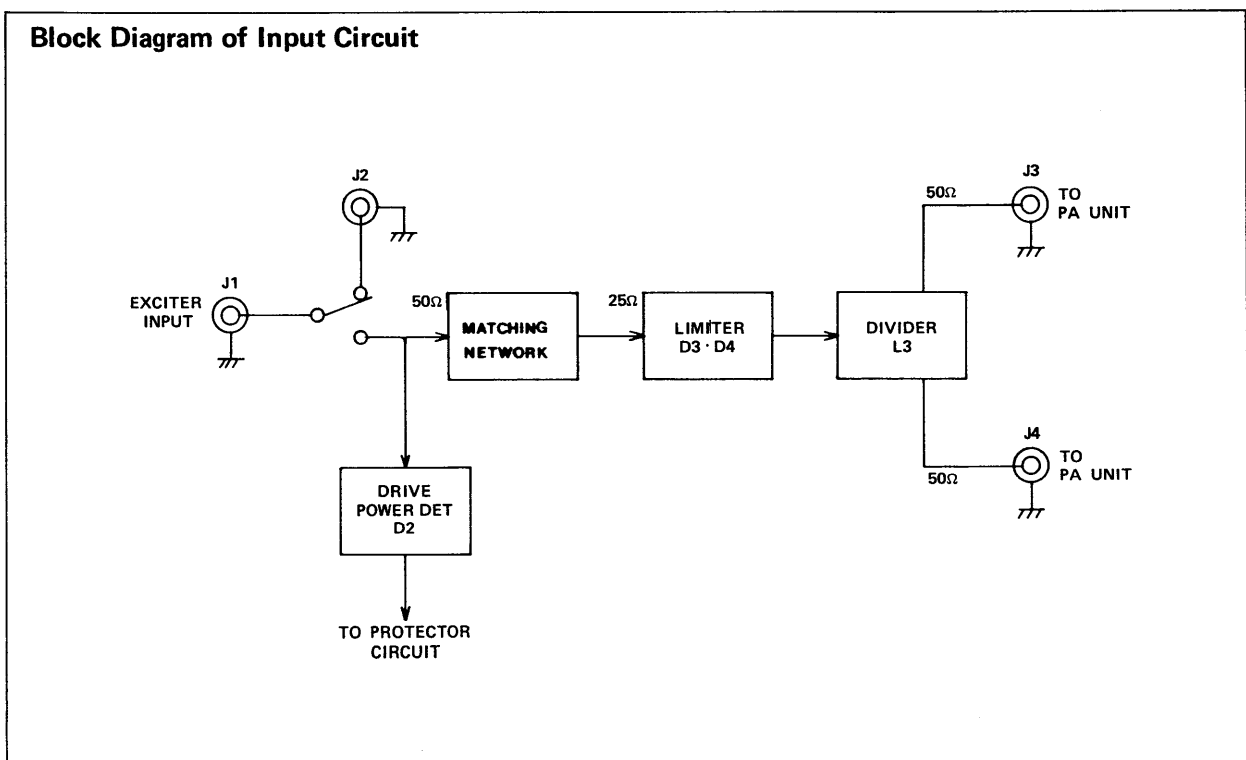 Block Diagram of Input Circuit
J2
J1
EXCITER
INPUT
50Ω
MATCHING
NETWORK
25Ω
LIMITER
D3 · D4
DIVIDER
L3
50Ω
J3
TO
PA UNIT
50Ω
J4
TO
PA UNIT
DRIVE
POWER DET
D2
TO PROTECTOR
CIRCUIT